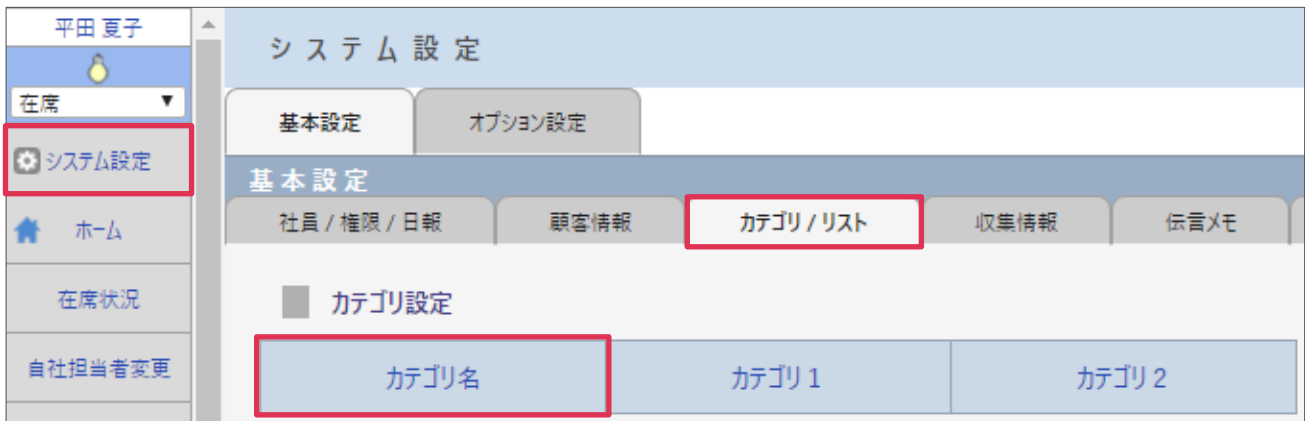 平田 夏子
在席 ▼
システム設定
ホーム
在席状況
自社担当者変更
システム設定
基本設定 オプション設定
基本設定
社員 / 権限 / 日報 顧客情報 カテゴリ / リスト 収集情報 伝言メモ
カテゴリ設定
カテゴリ名 カテゴリ 1 カテゴリ 2